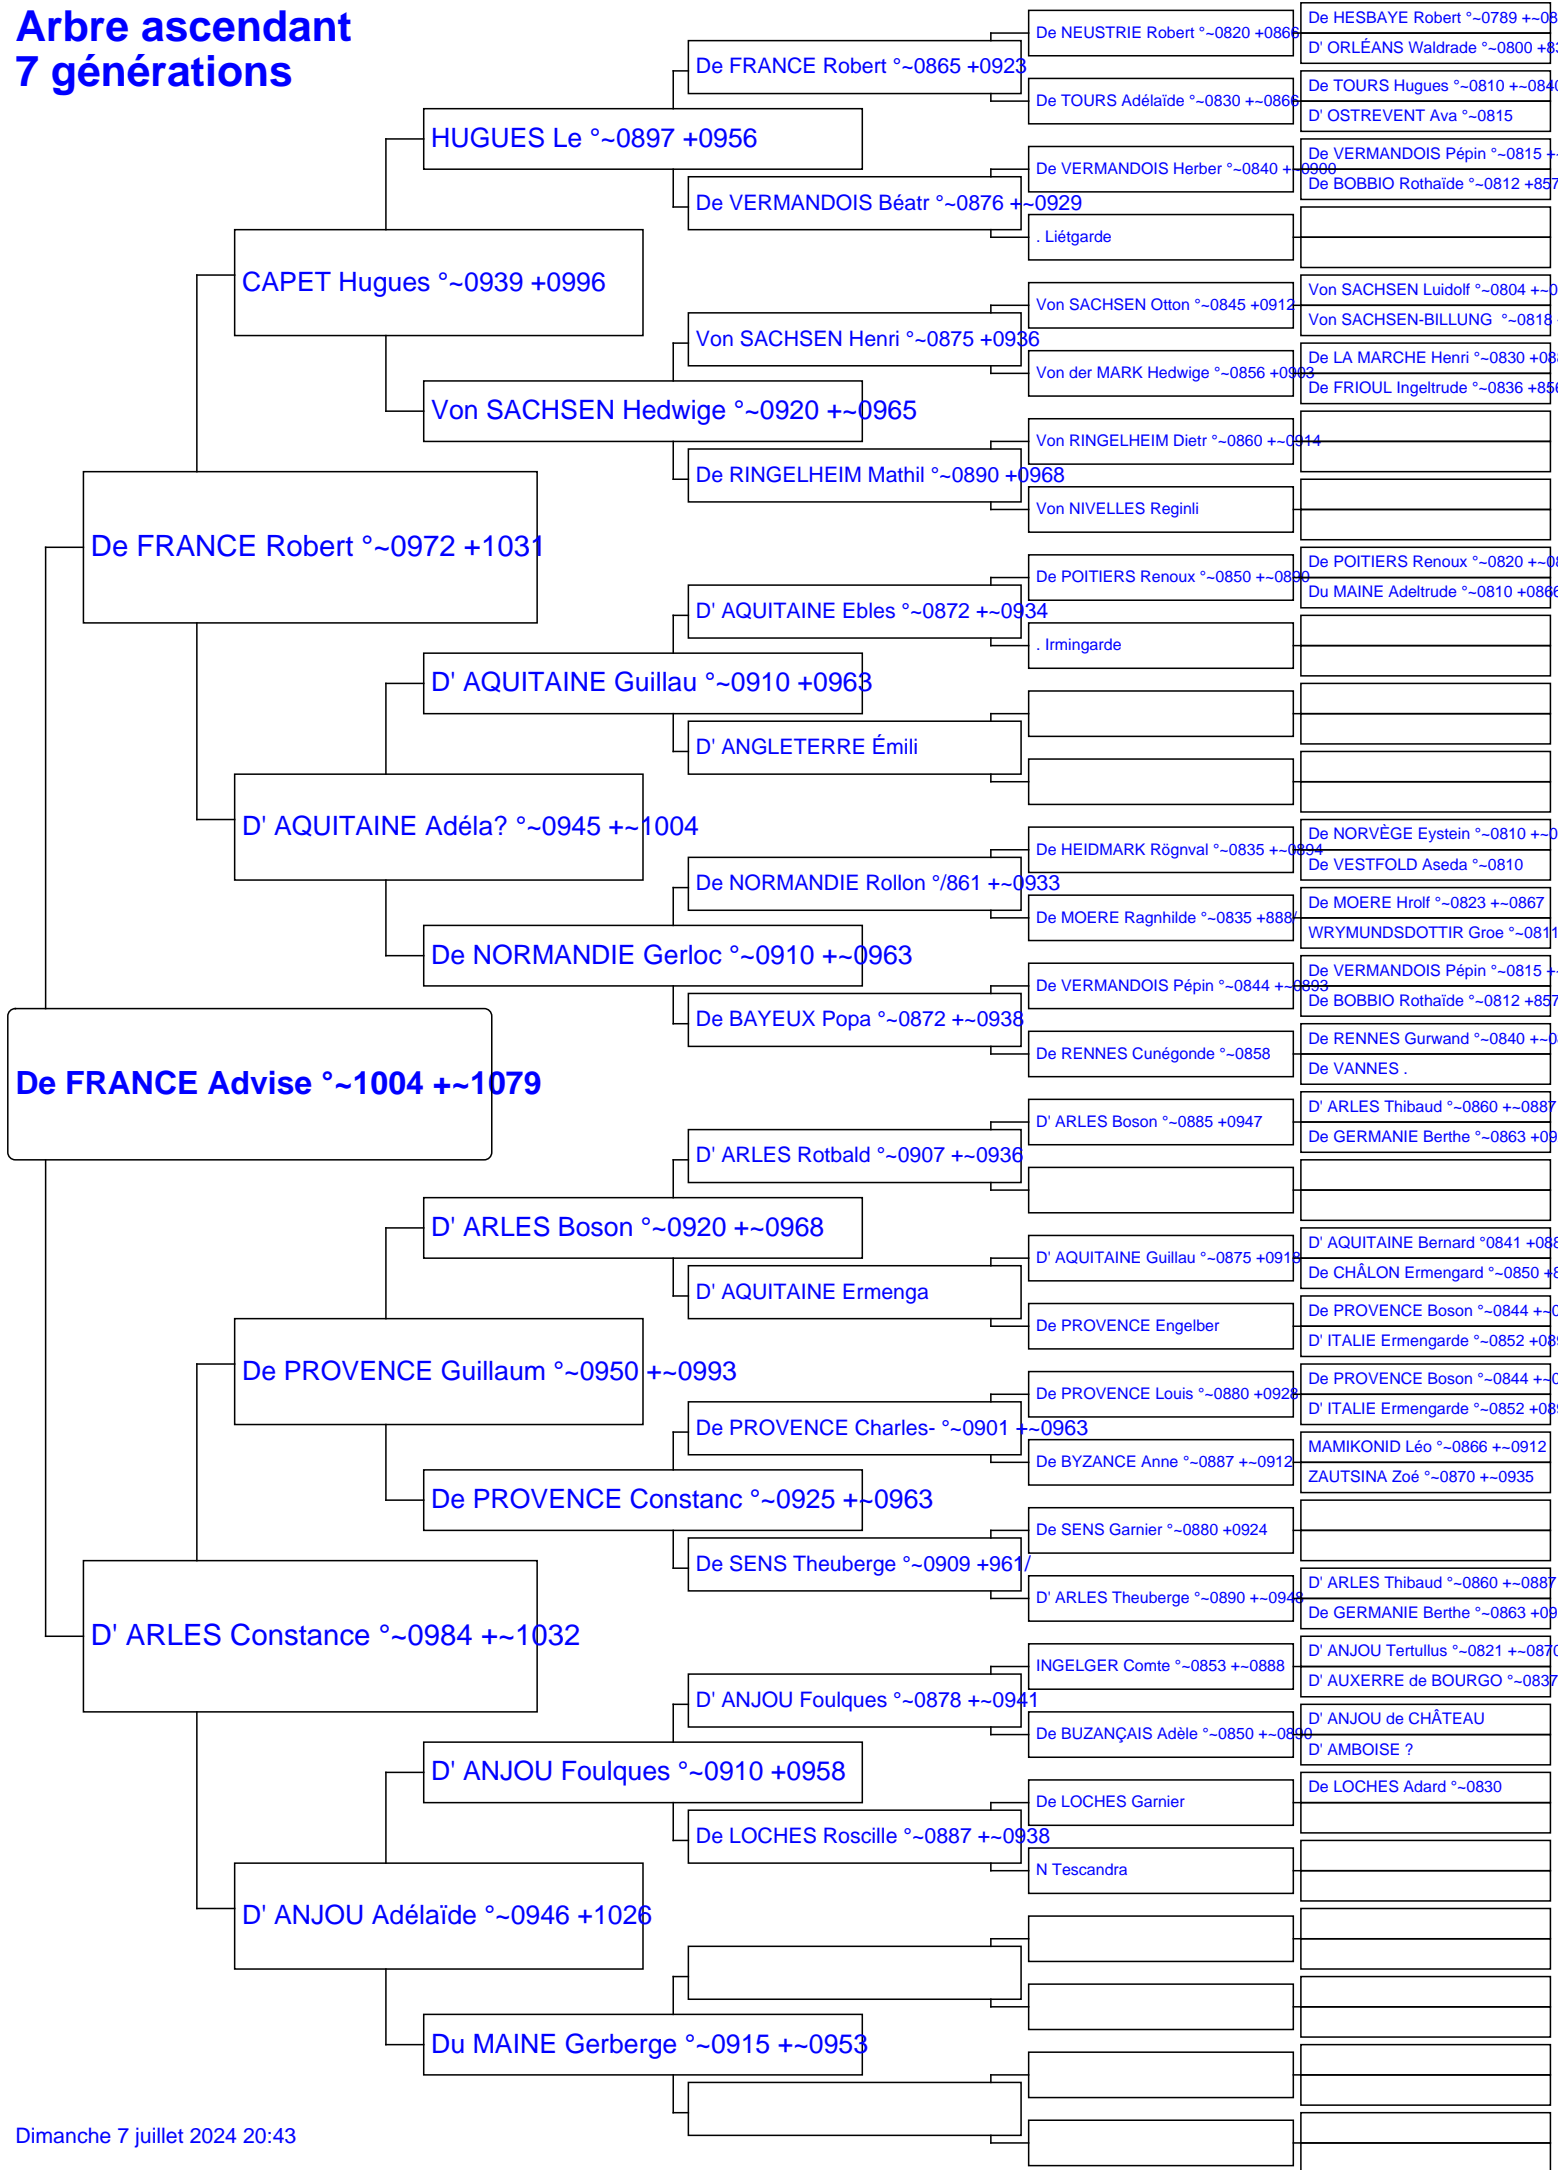 Arbre ascendant
7 générations
De HESBAYE Robert °~0789 +~08
De NEUSTRIE Robert °~0820 +0866
D' ORLÉANS Waldrade °~0800 +83
De FRANCE Robert °~0865 +0923
De TOURS Hugues °~0810 +~0840
De TOURS Adélaïde °~0830 +~0866
D' OSTREVENT Ava °~0815
HUGUES Le °~0897 +0956
De VERMANDOIS Pépin °~0815 +~
De VERMANDOIS Herber °~0840 +~0900
De BOBBIO Rothaïde °~0812 +857
De VERMANDOIS Béatr °~0876 +~0929
. Liétgarde
CAPET Hugues °~0939 +0996
Von SACHSEN Luidolf °~0804 +~0
Von SACHSEN Otton °~0845 +0912
Von SACHSEN-BILLUNG °~0818
Von SACHSEN Henri °~0875 +0936
De LA MARCHE Henri °~0830 +08
Von der MARK Hedwige °~0856 +0903
De FRIOUL Ingeltrude °~0836 +856
Von SACHSEN Hedwige °~0920 +~0965
Von RINGELHEIM Dietr °~0860 +~0914
De RINGELHEIM Mathil °~0890 +0968
Von NIVELLES Reginli
De FRANCE Robert °~0972 +1031
De POITIERS Renoux °~0820 +~08
De POITIERS Renoux °~0850 +~0890
Du MAINE Adeltrude °~0810 +0866
D' AQUITAINE Ebles °~0872 +~0934
. Irmingarde
D' AQUITAINE Guillau °~0910 +0963
D' ANGLETERRE Émili
D' AQUITAINE Adéla? °~0945 +~1004
De NORVÈGE Eystein °~0810 +~0
De HEIDMARK Rögnval °~0835 +~0894
De VESTFOLD Aseda °~0810
De NORMANDIE Rollon °/861 +~0933
De MOERE Hrolf °~0823 +~0867
De MOERE Ragnhilde °~0835 +888/
WRYMUNDSDOTTIR Groe °~0811
De NORMANDIE Gerloc °~0910 +~0963
De VERMANDOIS Pépin °~0815 +~
De VERMANDOIS Pépin °~0844 +~0893
De BOBBIO Rothaïde °~0812 +857
De BAYEUX Popa °~0872 +~0938
De RENNES Gurwand °~0840 +~0
De RENNES Cunégonde °~0858
De VANNES .
De FRANCE Advise °~1004 +~1079
D' ARLES Thibaud °~0860 +~0887
D' ARLES Boson °~0885 +0947
De GERMANIE Berthe °~0863 +09
D' ARLES Rotbald °~0907 +~0936
D' ARLES Boson °~0920 +~0968
D' AQUITAINE Bernard °0841 +088
D' AQUITAINE Guillau °~0875 +0918
De CHÂLON Ermengard °~0850 +8
D' AQUITAINE Ermenga
De PROVENCE Boson °~0844 +~0
De PROVENCE Engelber
D' ITALIE Ermengarde °~0852 +089
De PROVENCE Guillaum °~0950 +~0993
De PROVENCE Boson °~0844 +~0
De PROVENCE Louis °~0880 +0928
D' ITALIE Ermengarde °~0852 +089
De PROVENCE Charles- °~0901 +~0963
MAMIKONID Léo °~0866 +~0912
De BYZANCE Anne °~0887 +~0912
ZAUTSINA Zoé °~0870 +~0935
De PROVENCE Constanc °~0925 +~0963
De SENS Garnier °~0880 +0924
De SENS Theuberge °~0909 +961/
D' ARLES Thibaud °~0860 +~0887
D' ARLES Theuberge °~0890 +~0948
De GERMANIE Berthe °~0863 +09
D' ARLES Constance °~0984 +~1032
D' ANJOU Tertullus °~0821 +~0870
INGELGER Comte °~0853 +~0888
D' AUXERRE de BOURGO °~0837
D' ANJOU Foulques °~0878 +~0941
D' ANJOU de CHÂTEAU
De BUZANÇAIS Adèle °~0850 +~0890
D' AMBOISE ?
D' ANJOU Foulques °~0910 +0958
De LOCHES Adard °~0830
De LOCHES Garnier
De LOCHES Roscille °~0887 +~0938
N Tescandra
D' ANJOU Adélaïde °~0946 +1026
Du MAINE Gerberge °~0915 +~0953
Dimanche 7 juillet 2024 20:43